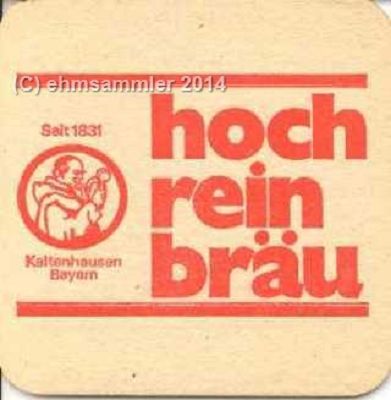 (C) ehmsammler 2014
Seit 1831
hoch
rein
bräu
Kaltenhausen
Bayern